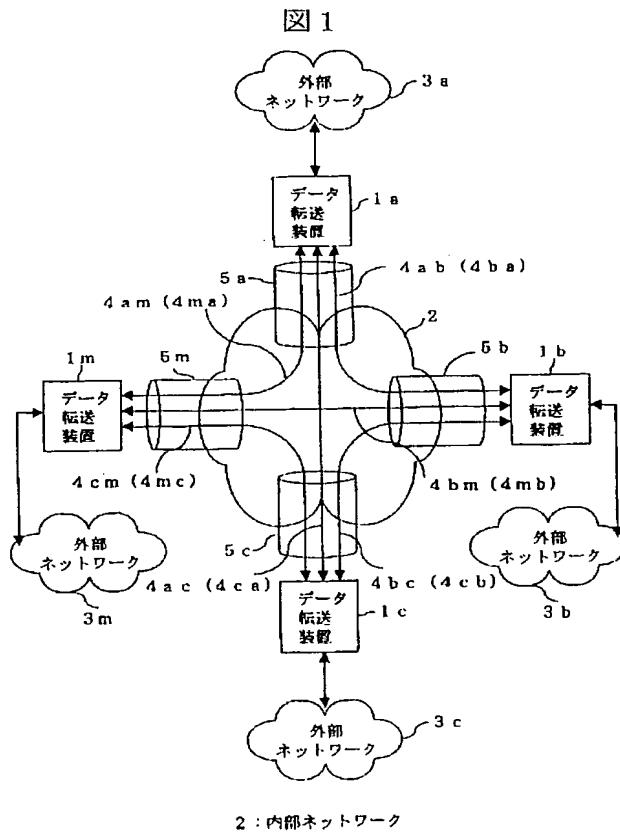 図1
外部
ネットワーク
3a
データ
転送
装置
1a
5a
4ab (4ba)
4am (4ma)
2
1m
5m
5b
1b
データ
転送
装置
データ
転送
装置
4cm (4mc)
4bm (4mb)
外部
ネットワーク
5c
外部
ネットワーク
4ac (4ca)
4bc (4cb)
3m
データ
転送
装置
1c
3b
外部
ネットワーク
3c
2:内部ネットワーク